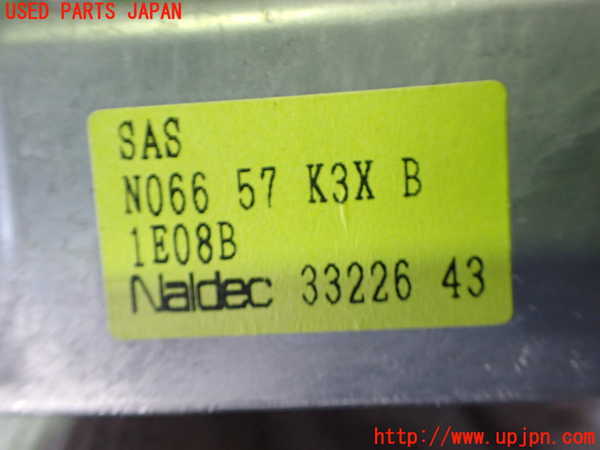 USED PARTS JAPAN
SAS
N066 57 K3X B
1E08B
Naldec 33226 43
http://www.upjpn.com/